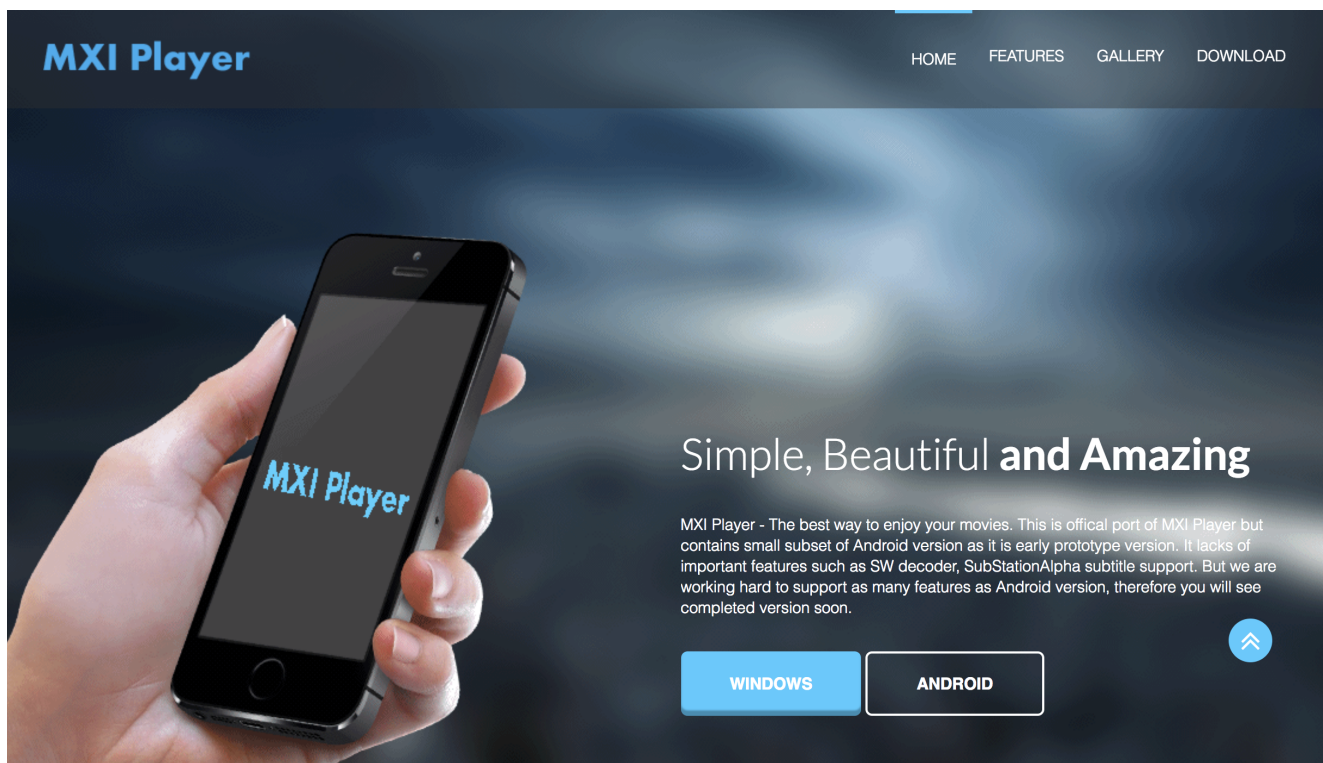 MXI Player
HOME FEATURES GALLERY DOWNLOAD
MXI Player
Simple, Beautiful and Amazing
MXI Player - The best way to enjoy your movies. This is offical port of MXI Player but
contains small subset of Android version as it is early prototype version. It lacks of
important features such as SW decoder, SubStationAlpha subtitle support. But we are
working hard to support as many features as Android version, therefore you will see
completed version soon.
WINDOWS ANDROID